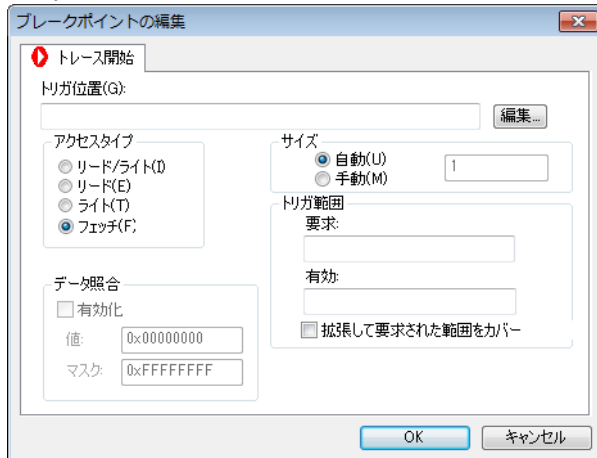 ブレークポイントの編集
トレース開始
トリガ位置(G):
編集...
アクセスタイプ
リード/ライト(I)
リード(E)
ライト(T)
フェッチ(F)
サイズ
自動(U)
手動(M)
1
トリガ範囲
要求:
有効:
拡張して要求された範囲をカバー
データ照合
有効化
値:
0x00000000
マスク:
0xFFFFFFFF
OK
キャンセル